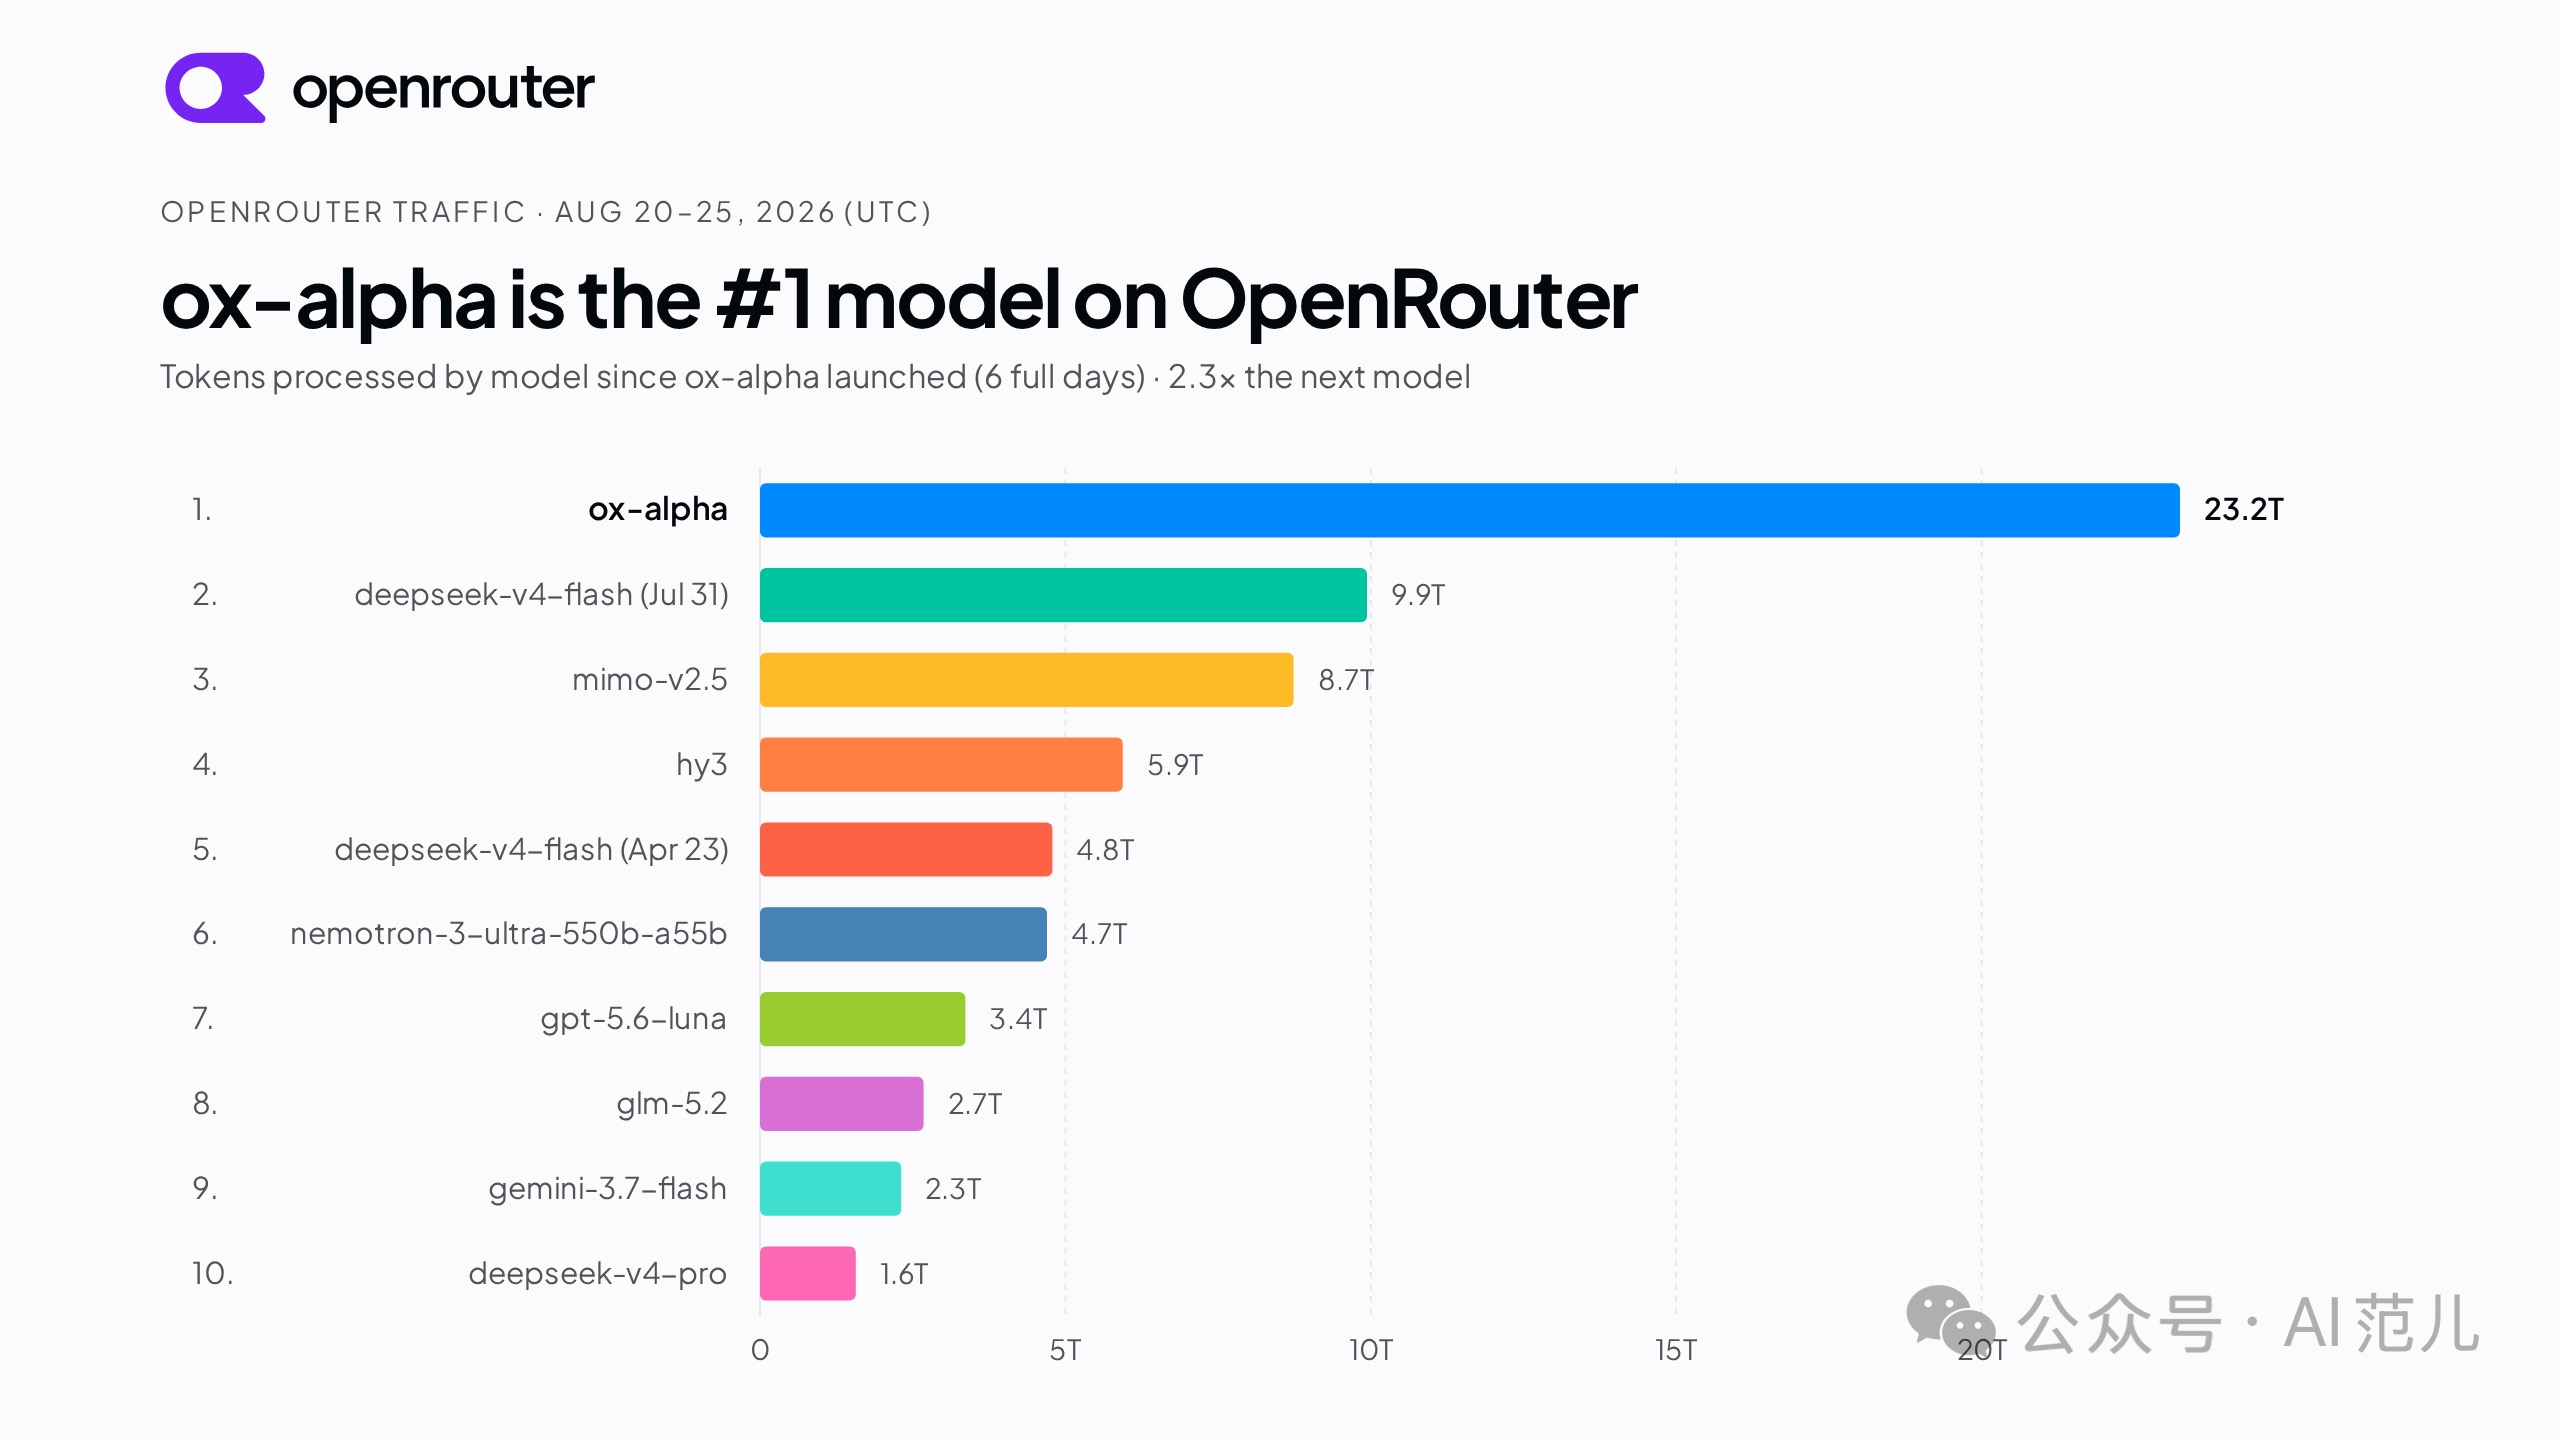 openrouter
OPENROUTER TRAFFIC · AUG 20–25, 2026 (UTC)
ox-alpha is the #1 model on OpenRouter
Tokens processed by model since ox-alpha launched (6 full days) · 2.3× the next model
1. ox-alpha 23.2T
2. deepseek-v4-flash (Jul 31) 9.9T
3. mimo-v2.5 8.7T
4. hy3 5.9T
5. deepseek-v4-flash (Apr 23) 4.8T
6. nemotron-3-ultra-550b-a55b 4.7T
7. gpt-5.6-luna 3.4T
8. glm-5.2 2.7T
9. gemini-3.7-flash 2.3T
10. deepseek-v4-pro 1.6T
0 5T 10T 15T 20T
公众号 · AI范儿